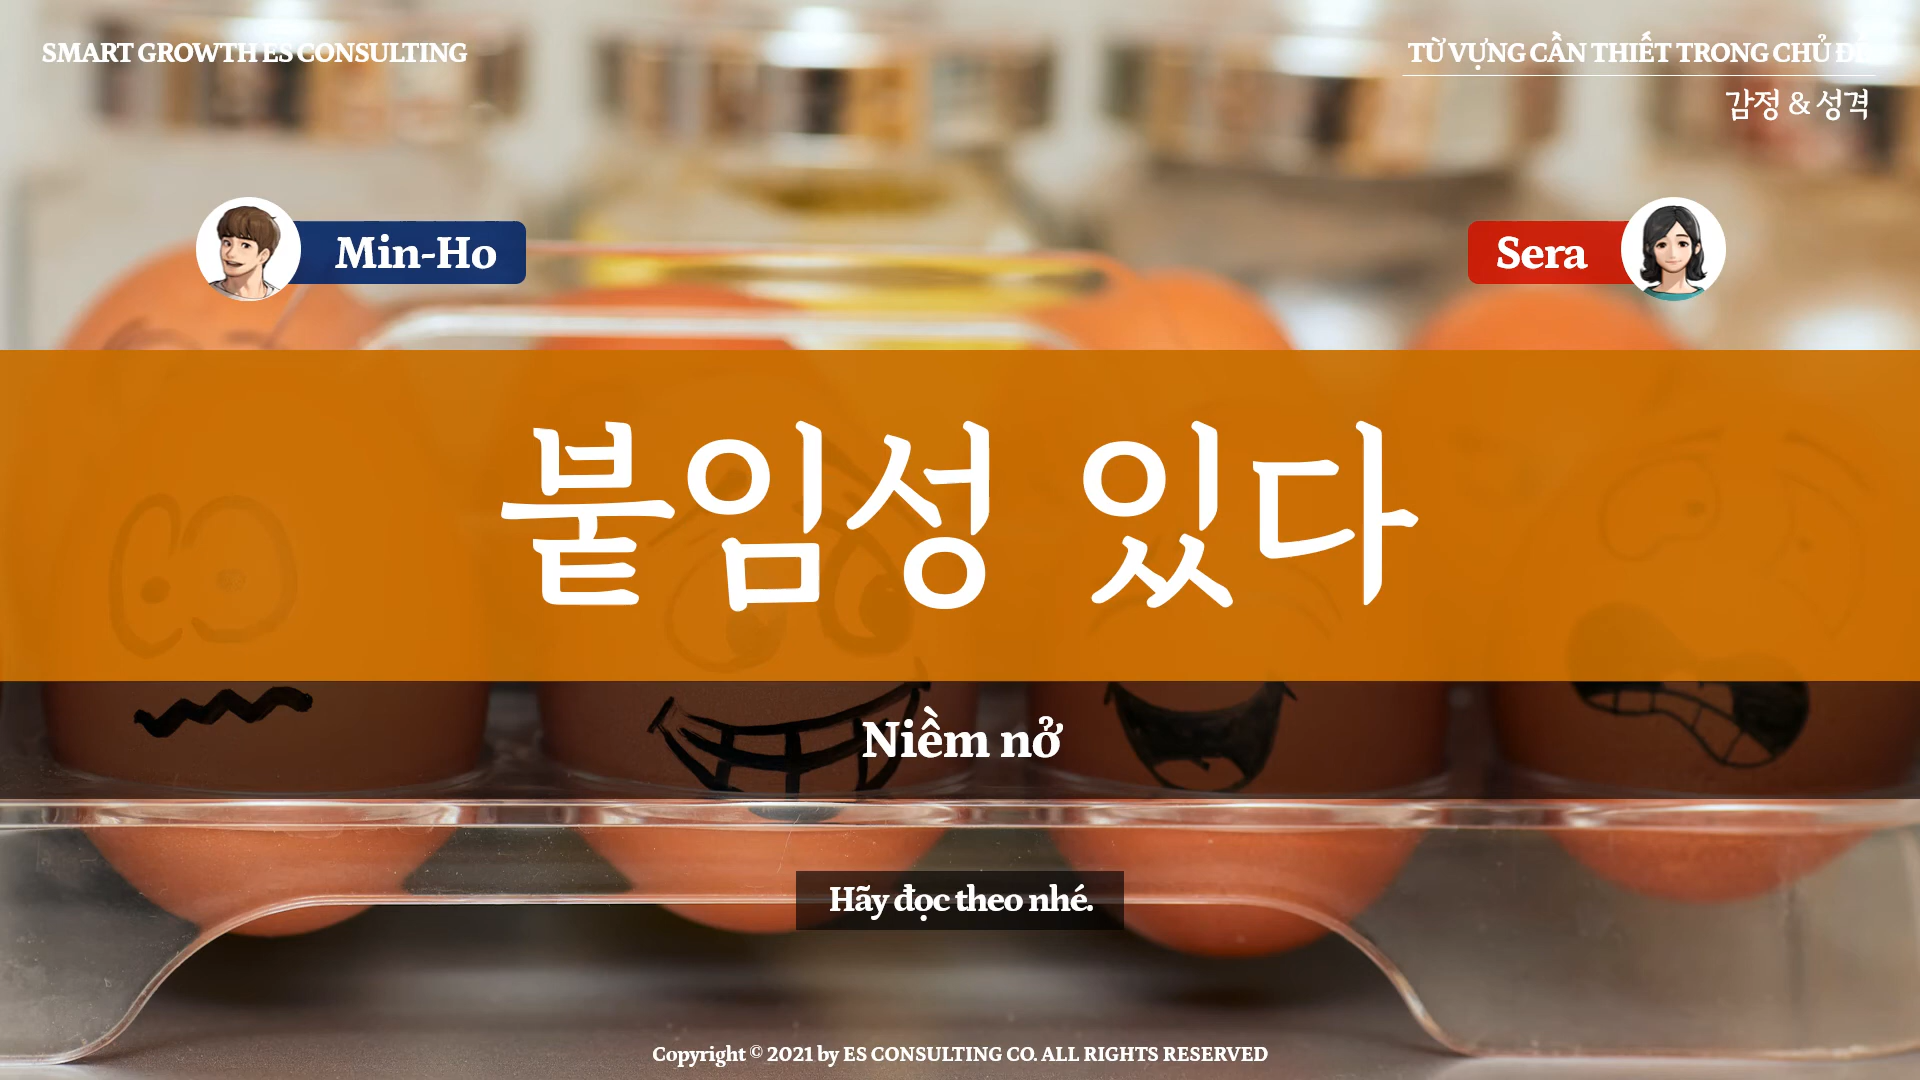 SMART GROWTH ES CONSULTING
TỪ VỰNG CẦN THIẾT TRONG CHỦ ĐỀ
감정 & 성격
Min-Ho
Sera
붙임성 있다
Niềm nở
Hãy đọc theo nhé.
Copyright © 2021 by ES CONSULTING CO. ALL RIGHTS RESERVED